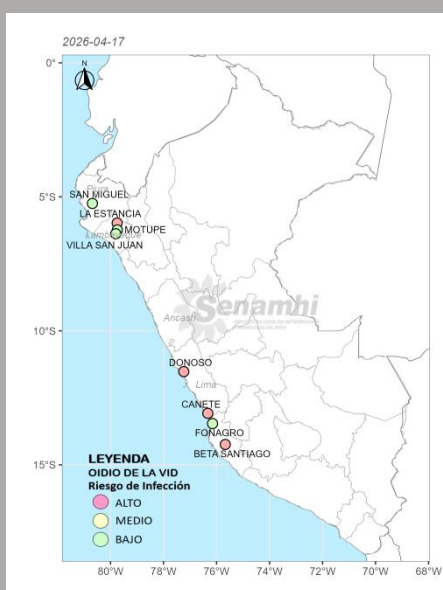 2026-04-17
N
0°
5°S
10°S
15°S
Piura
SAN MIGUEL
LA ESTANCIA
MOTUPE
Lambayeque
VILLA SAN JUAN
Senamhi
Ancash
DONOSO
Lima
CANETE
FONAGRO
BETA SANTIAGO
LEYENDA
OIDIO DE LA VID
Riesgo de Infección
ALTO
MEDIO
BAJO
80°W 78°W 76°W 74°W 72°W 70°W 68°W